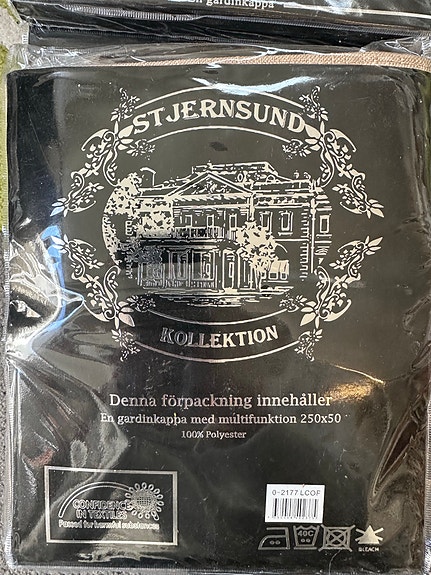 En gardinkappa
STJERNSUND
KOLLEKTION
Denna förpackning innehåller
En gardinkappa med multifunktion 250x50
100% Polyester
CONFIDENCE
IN TEXTILES
Passed for harmful substances
0-2177 LCOF
40C
BLEACH